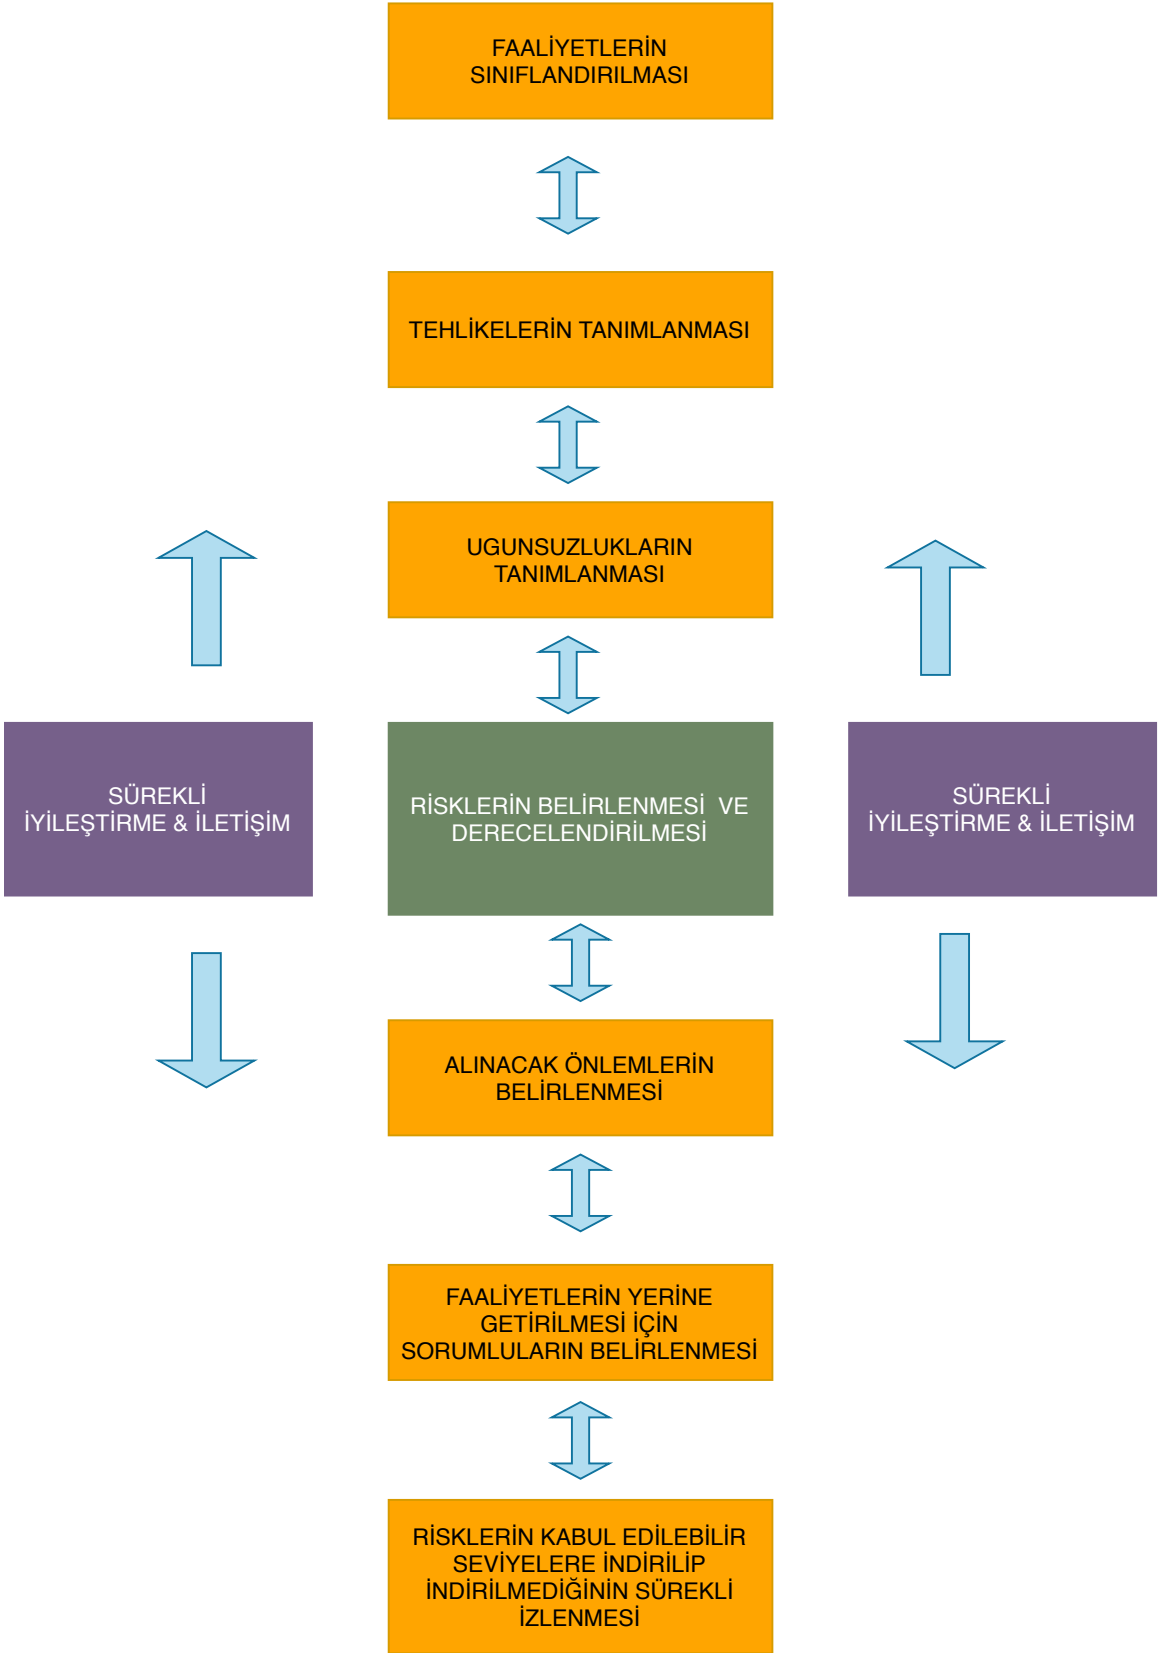 FAALİYETLERİN
SINIFLANDIRILMASI
TEHLİKELERİN TANIMLANMASI
UGUNSUZLUKLARIN
TANIMLANMASI
SÜREKLİ
İYİLEŞTİRME & İLETİŞİM
RİSKLERİN BELİRLENMESİ VE
DERECELENDİRİLMESİ
SÜREKLİ
İYİLEŞTİRME & İLETİŞİM
ALINACAK ÖNLEMLERİN
BELİRLENMESİ
FAALİYETLERİN YERİNE
GETİRİLMESİ İÇİN
SORUMLULARIN BELİRLENMESİ
RİSKLERİN KABUL EDİLEBİLİR
SEVİYELERE İNDİRİLİP
İNDİRİLMEDİĞİNİN SÜREKLİ
İZLENMESİ